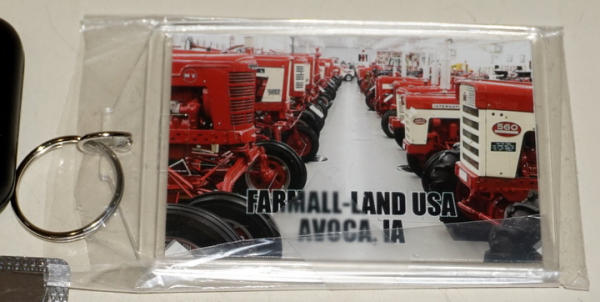 560
FARMALL-LAND USA
AVOCA, IA